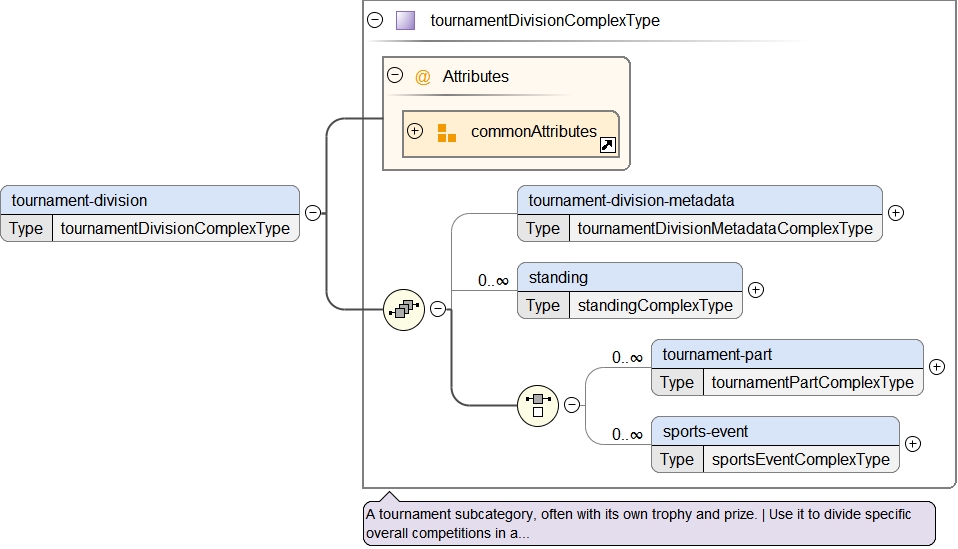 tournamentDivisionComplexType
Attributes
commonAttributes
tournament-division
Type tournamentDivisionComplexType
tournament-division-metadata
Type tournamentDivisionMetadataComplexType
0..∞
standing
Type standingComplexType
0..∞
tournament-part
Type tournamentPartComplexType
0..∞
sports-event
Type sportsEventComplexType
A tournament subcategory, often with its own trophy and prize. | Use it to divide specific
overall competitions in a...